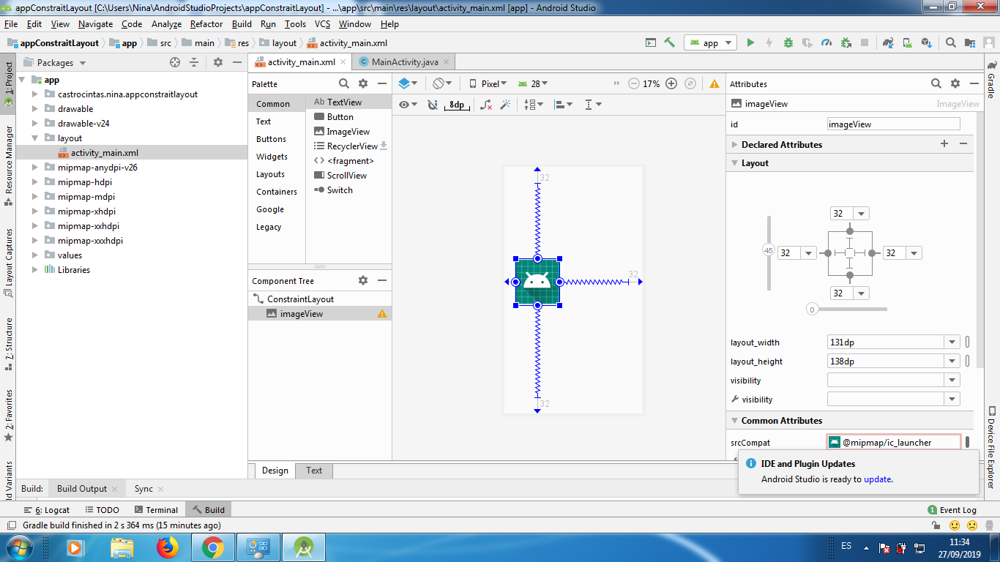 appConstraitLayout [C:\Users\Nina\AndroidStudioProjects\appConstraitLayout] - ...\app\src\main\res\layout\activity_main.xml [app] - Android Studio
File Edit View Navigate Code Analyze Refactor Build Run Tools VCS Window Help
appConstraitLayout app src main res layout activity_main.xml
app
1: Project
Resource Manager
Layout Captures
7: Structure
2: Favorites
ld Variants
Packages
app
castrocintas.nina.appconstraitlayout
drawable
drawable-v24
layout
activity_main.xml
mipmap-anydpi-v26
mipmap-hdpi
mipmap-mdpi
mipmap-xhdpi
mipmap-xxhdpi
mipmap-xxxhdpi
values
Libraries
activity_main.xml
MainActivity.java
Palette
Common
Text
Buttons
Widgets
Layouts
Containers
Google
Legacy
Ab TextView
Button
ImageView
RecyclerView
<fragment>
ScrollView
Switch
Component Tree
ConstraintLayout
imageView
Pixel 28 17%
8dp
32
32
32
Design Text
Attributes
imageView ImageView
id imageView
Declared Attributes
Layout
32
45 32 32
32
0
layout_width 131dp
layout_height 138dp
visibility
visibility
Common Attributes
srcCompat @mipmap/ic_launcher
IDE and Plugin Updates
Android Studio is ready to update.
Gradle
Device File Explorer
Build: Build Output Sync
6: Logcat TODO Terminal Build 1 Event Log
Gradle build finished in 2 s 364 ms (15 minutes ago)
ES 11:34
27/09/2019